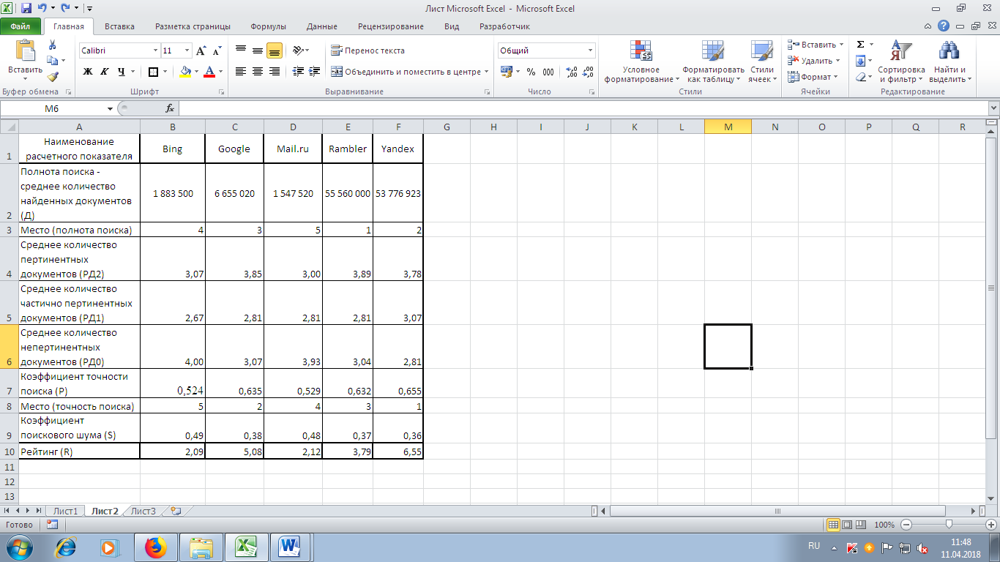 Лист Microsoft Excel - Microsoft Excel
Файл Главная Вставка Разметка страницы Формулы Данные Рецензирование Вид Разработчик
Вставить
Calibri 11
Ж К Ч
Перенос текста
Объединить и поместить в центре
Общий
% 000
Условное форматирование
Форматировать как таблицу
Стили ячеек
Вставить
Удалить
Формат
Σ
Сортировка и фильтр
Найти и выделить
Буфер обмена Шрифт Выравнивание Число Стили Ячейки Редактирование
M6 fx
A B C D E F G H I J K L M N O P Q R
1 Наименование расчетного показателя Bing Google Mail.ru Rambler Yandex
2 Полнота поиска - среднее количество найденных документов (Д) 1 883 500 6 655 020 1 547 520 55 560 000 53 776 923
3 Место (полнота поиска) 4 3 5 1 2
4 Среднее количество пертинентных документов (РД2) 3,07 3,85 3,00 3,89 3,78
5 Среднее количество частично пертинентных документов (РД1) 2,67 2,81 2,81 2,81 3,07
6 Среднее количество непертинентных документов (РД0) 4,00 3,07 3,93 3,04 2,81
7 Коэффициент точности поиска (P) 0,524 0,635 0,529 0,632 0,655
8 Место (точность поиска) 5 2 4 3 1
9 Коэффициент поискового шума (S) 0,49 0,38 0,48 0,37 0,36
10 Рейтинг (R) 2,09 5,08 2,12 3,79 6,55
11
12
13
Лист1 Лист2 Лист3
Готово 100%
RU 11:48
11.04.2018